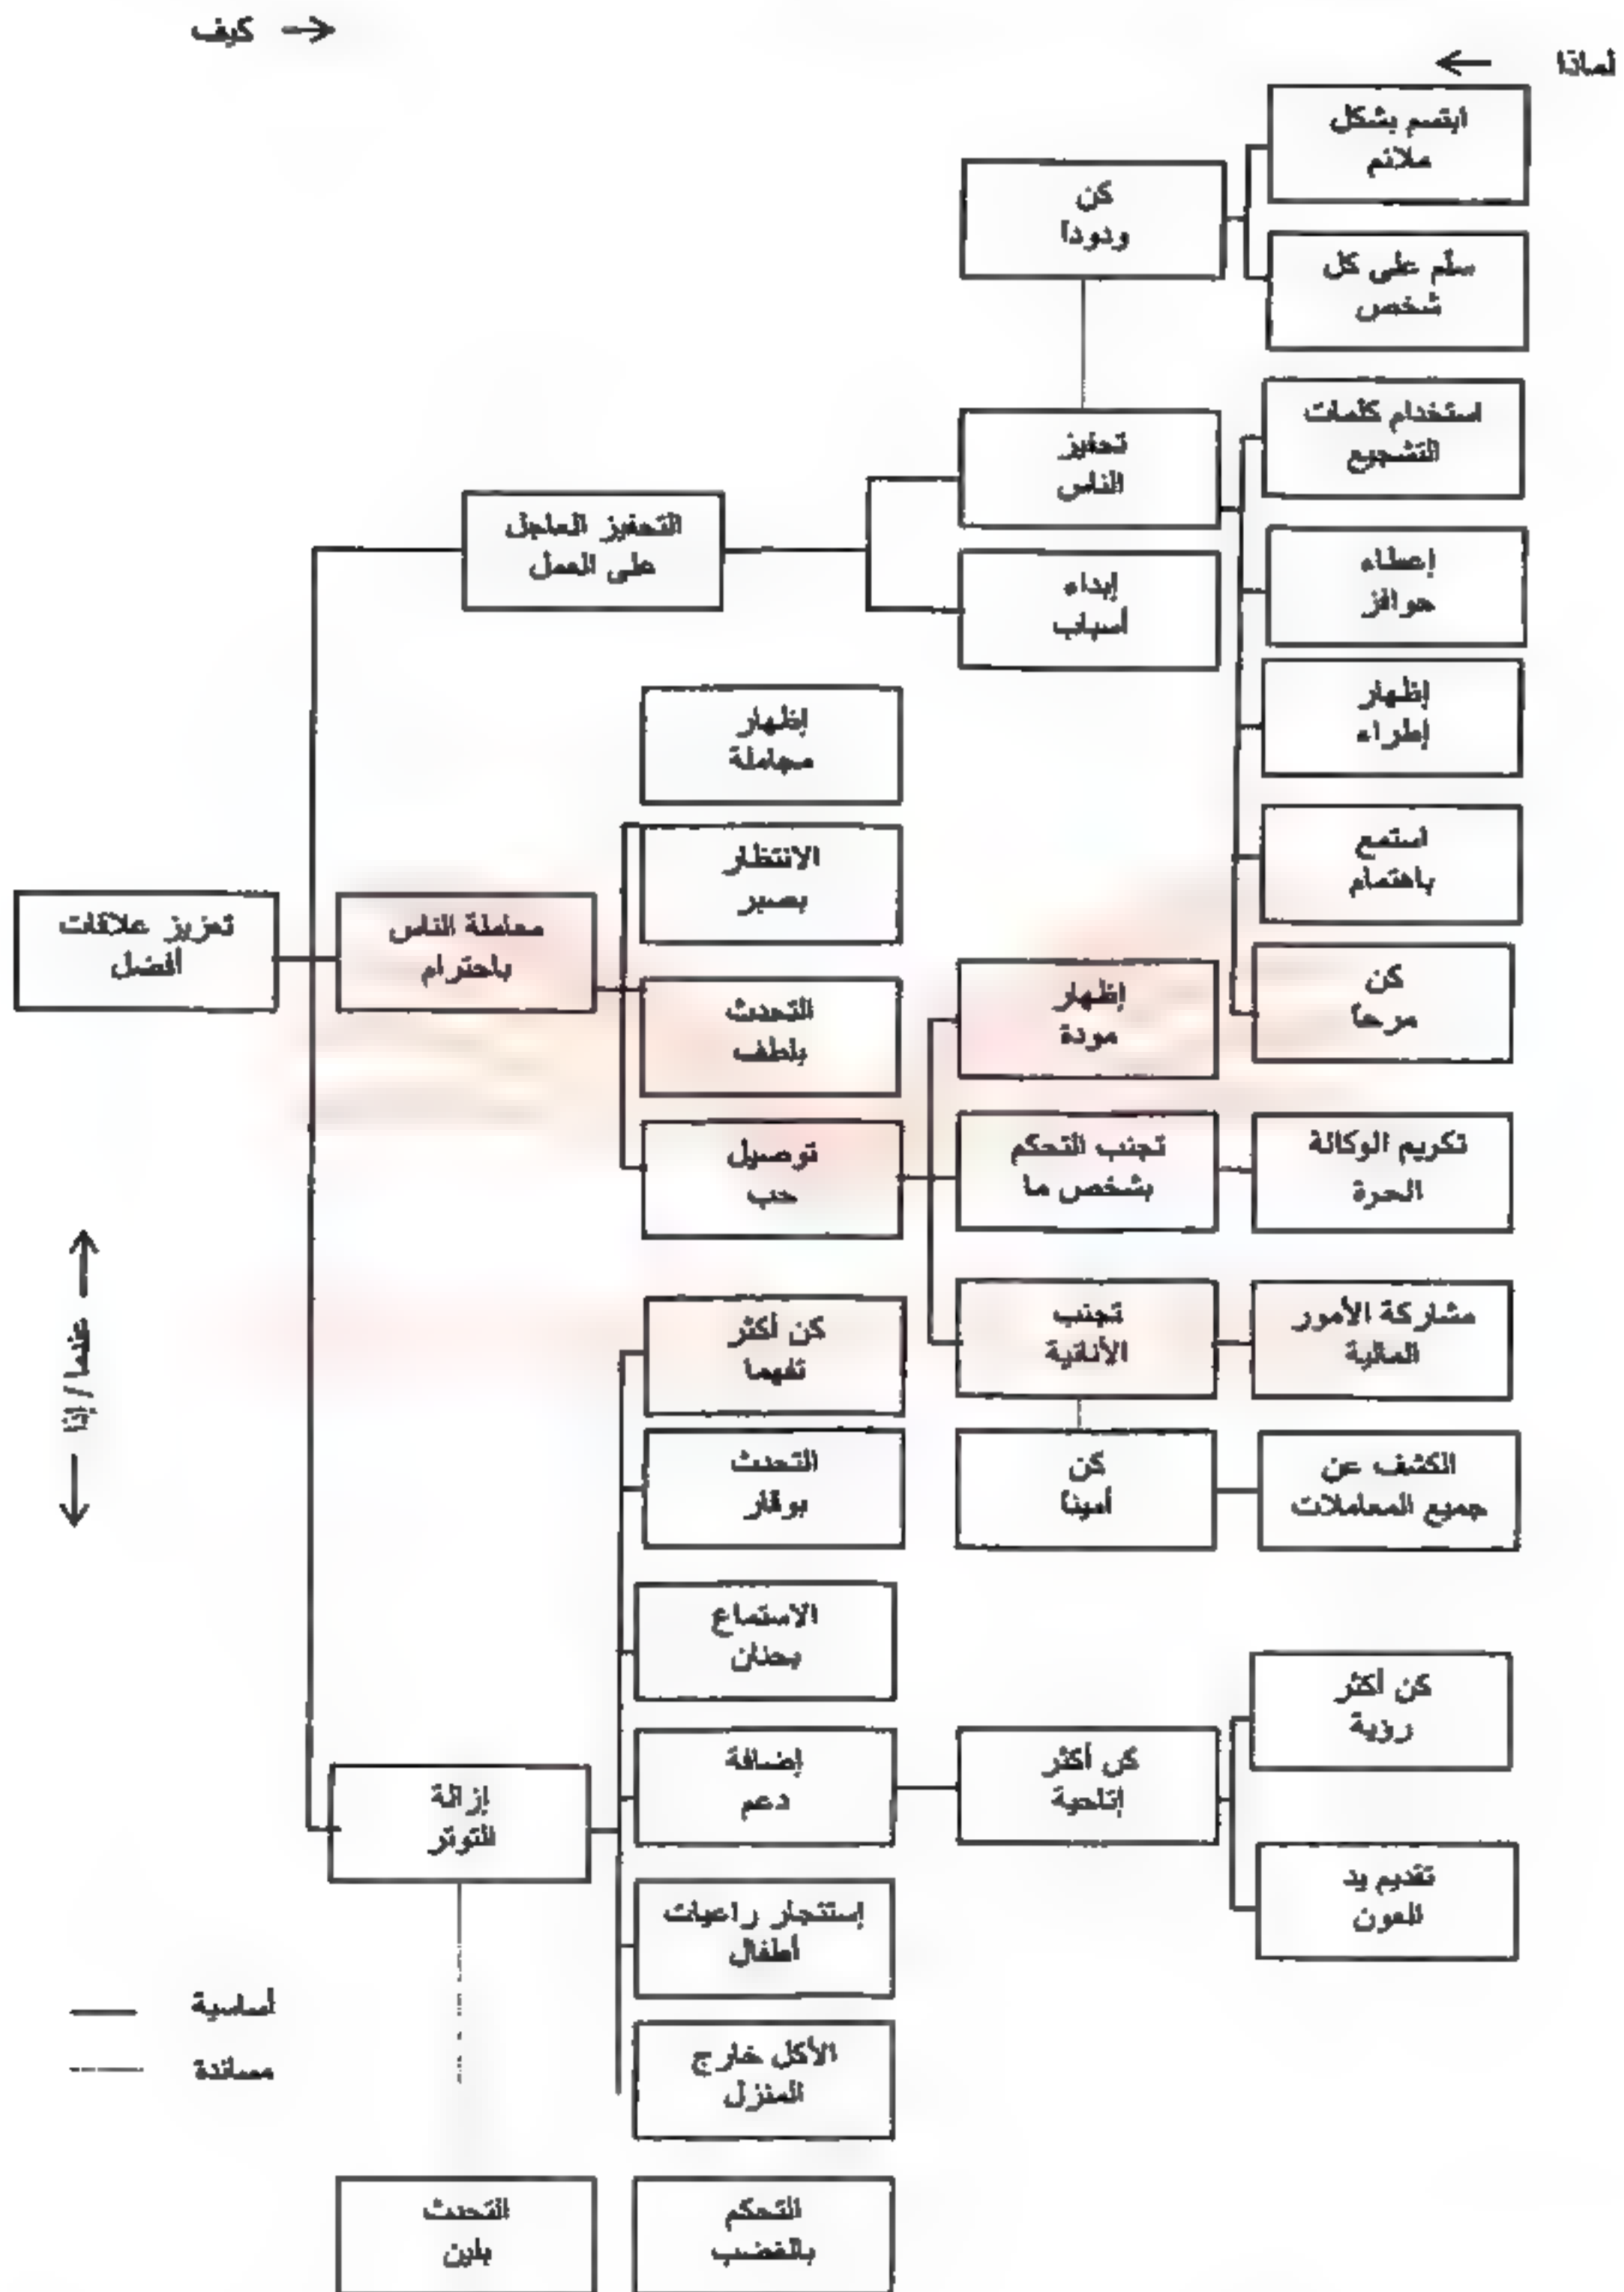 كيف
لماذا
ابتسم بشكل
ملائم
كن
ودودا
سلّم على كل
شخص
استخدام كلمات
التشجيع
تحفيز
الناس
التحفيز العاجل
على العمل
إعطاء
حوافز
إبداء
أسباب
إظهار
إطراء
إظهار
مجاملة
استمع
باهتمام
الانتظار
بصبر
تعزيز علاقات
أفضل
معاملة الناس
باحترام
كن
مرحاً
إظهار
مودة
التحدث
بلطف
تكريم الوكالة
الحرة
تجنب التحكم
بشخص ما
توصيل
حب
عندما / إذا
مشاركة الأمور
المالية
تجنب
الأنانية
كن أكثر
تفهما
الكشف عن
جميع المعاملات
كن
أمينا
التحدث
بوقار
الاستماع
بحنان
كن أكثر
روية
كن أكثر
إتاحية
إضافة
دعم
إزالة
التوتر
تقديم يد
للعون
إستئجار راعيات
أطفال
أساسية
مساندة
الأكل خارج
المنزل
التحكم
بالغضب
التحدث
بلين